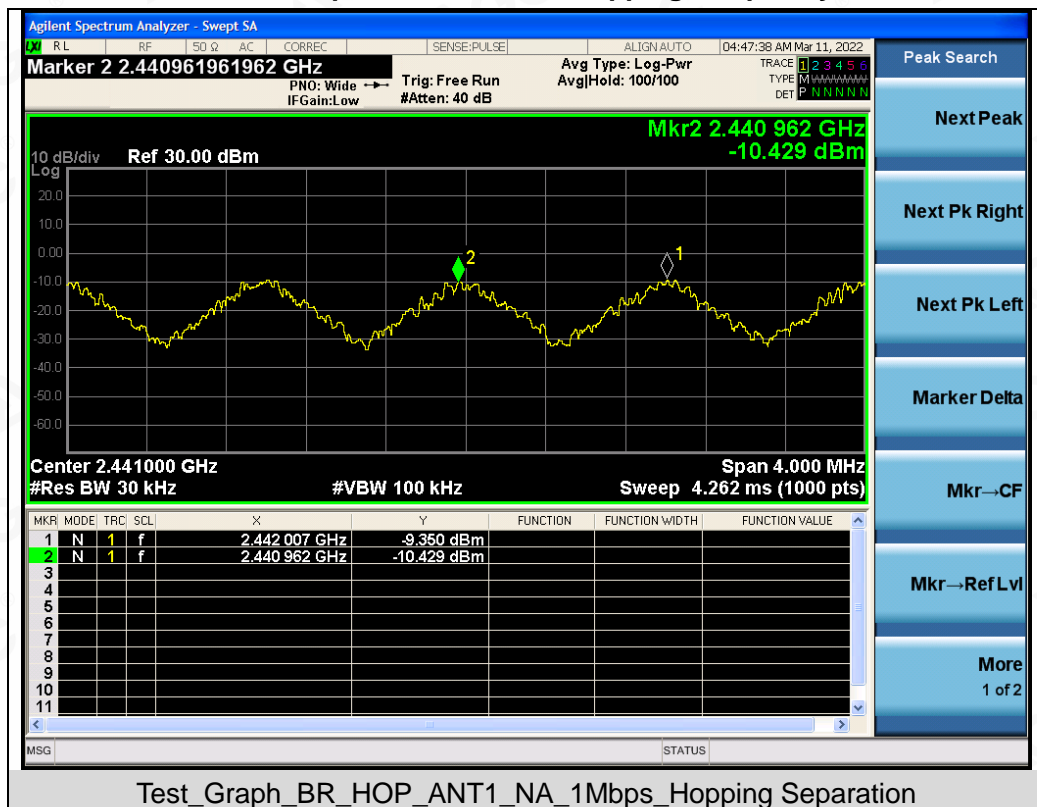 Agilent Spectrum Analyzer - Swept SA
LXI RL RF 50 Ω AC CORREC SENSE:PULSE ALIGN AUTO 04:47:38 AM Mar 11, 2022
Marker 2 2.440961961962 GHz
PNO: Wide
IFGain:Low
Trig: Free Run
#Atten: 40 dB
Avg Type: Log-Pwr
Avg|Hold: 100/100
TRACE 1 2 3 4 5 6
TYPE M
DET P N N N N N
Mkr2 2.440 962 GHz
-10.429 dBm
10 dB/div Ref 30.00 dBm
Log
20.0
10.0
0.00
-10.0
-20.0
-30.0
-40.0
-50.0
-60.0
2
1
Center 2.441000 GHz Span 4.000 MHz
#Res BW 30 kHz #VBW 100 kHz Sweep 4.262 ms (1000 pts)
MKR MODE TRC SCL X Y FUNCTION FUNCTION WIDTH FUNCTION VALUE
1 N 1 f 2.442 007 GHz -9.350 dBm
2 N 1 f 2.440 962 GHz -10.429 dBm
3
4
5
6
7
8
9
10
11
MSG STATUS
Peak Search
Next Peak
Next Pk Right
Next Pk Left
Marker Delta
Mkr→CF
Mkr→Ref Lvl
More
1 of 2
Test_Graph_BR_HOP_ANT1_NA_1Mbps_Hopping Separation